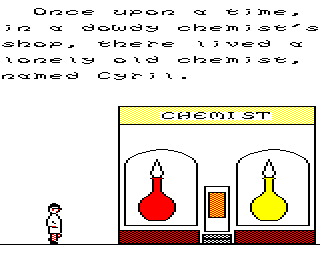 Once upon a time,
in a dowdy chemist's
shop, there lived a
lonely old chemist,
named Cyril.
CHEMIST